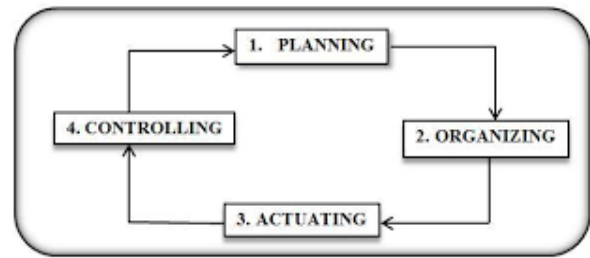 1. PLANNING
2. ORGANIZING
3. ACTUATING
4. CONTROLLING